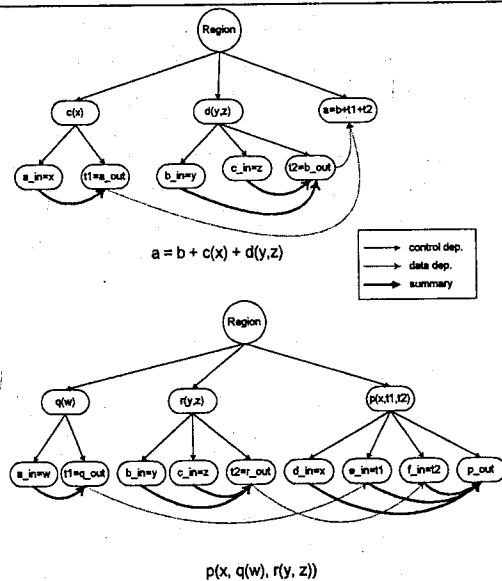 Region
c(x)
d(y,z)
a=b+t1+t2
a_in=x
t1=a_out
b_in=y
c_in=z
t2=b_out
a = b + c(x) + d(y,z)
control dep.
data dep.
summary
Region
q(w)
r(y,z)
p(x,t1,t2)
a_in=w
t1=q_out
b_in=y
c_in=z
t2=r_out
d_in=x
e_in=t1
f_in=t2
p_out
p(x, q(w), r(y, z))